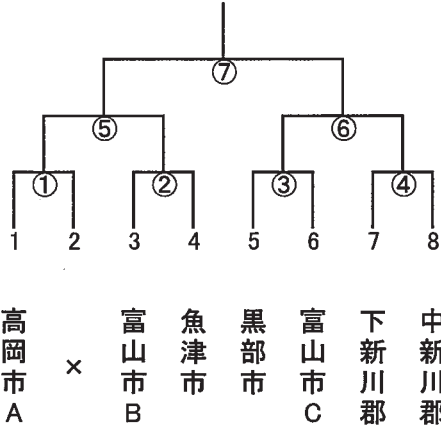 ⑦
⑤ ⑥
① ② ③ ④
1 2 3 4 5 6 7 8
高岡市A
×
富山市B
魚津市
黒部市
富山市C
下新川郡
中新川郡